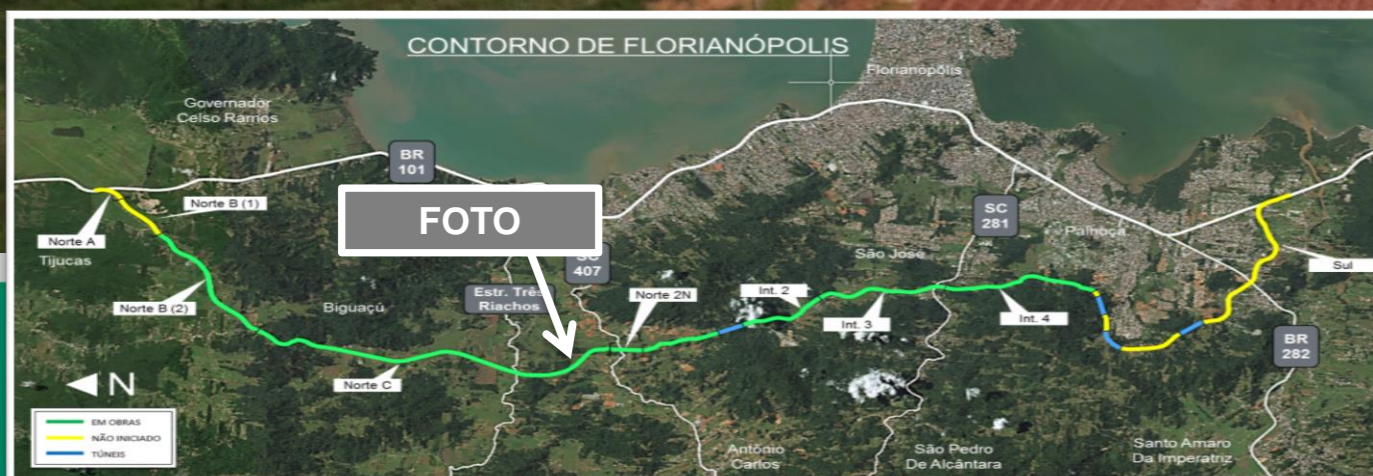 CONTORNO DE FLORIANÓPOLIS
Florianópolis
Governador
Celso Ramos
BR
101
Norte B (1)
FOTO
SC
281
Norte A
Tijucas
Palhoça
São José
Sul
SC
407
Estr. Três
Riachos
Norte 2N
Int. 2
Norte B (2)
Biguaçú
Int. 3
Int. 4
BR
282
N
Norte C
EM OBRAS
NÃO INICIADO
TÚNEIS
Antônio
Carlos
São Pedro
De Alcântara
Santo Amaro
Da Imperatriz